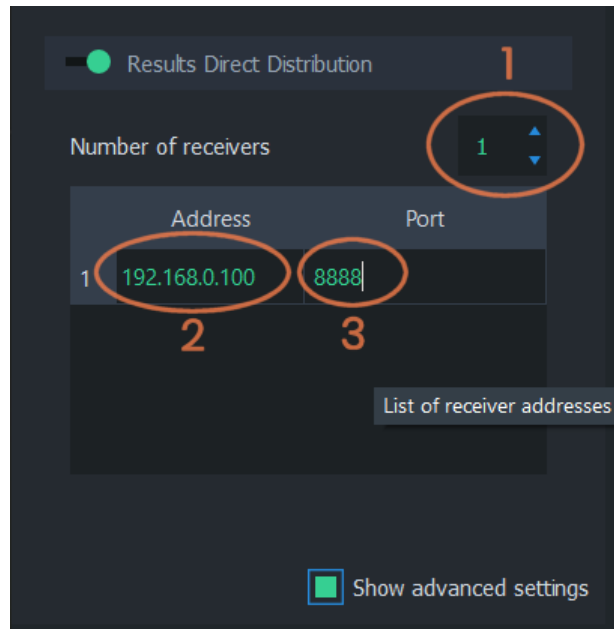 Results Direct Distribution
1
Number of receivers
1
Address Port
1 192.168.0.100 8888
2 3
List of receiver addresses
Show advanced settings